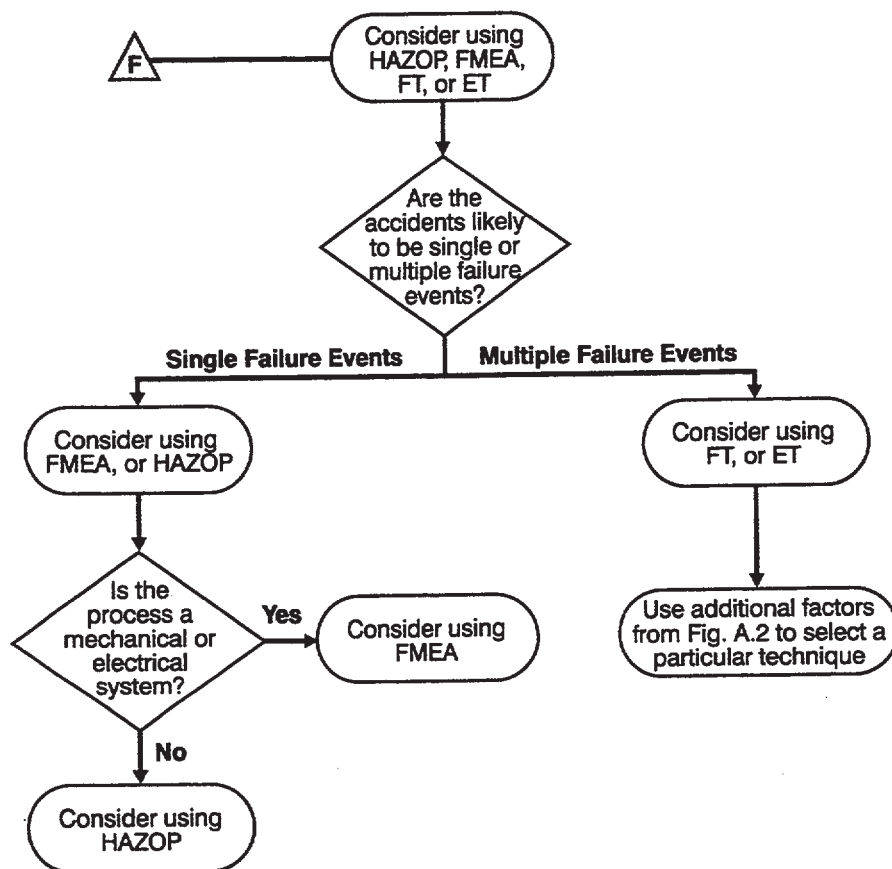 F
Consider using
HAZOP, FMEA,
FT, or ET
Are the
accidents likely
to be single or
multiple failure
events?
Single Failure Events
Multiple Failure Events
Consider using
FMEA, or HAZOP
Consider using
FT, or ET
Is the
process a
mechanical or
electrical
system?
Yes
Consider using
FMEA
Use additional factors
from Fig. A.2 to select a
particular technique
No
Consider using
HAZOP